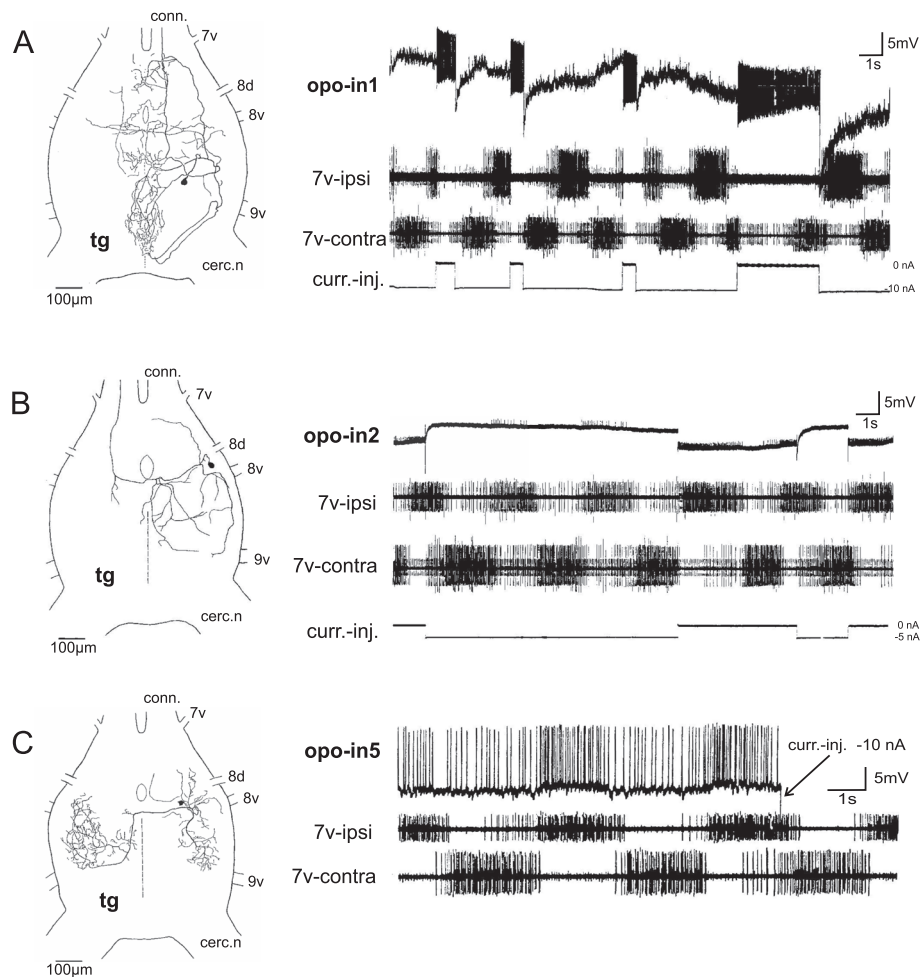 A
conn.
7v
8d
8v
9v
tg
cerc.n
100µm
opo-in1
5mV
1s
7v-ipsi
7v-contra
curr.-inj.
0 nA
-10 nA
B
conn.
7v
8d
8v
9v
tg
cerc.n
100µm
opo-in2
5mV
1s
7v-ipsi
7v-contra
curr.-inj.
0 nA
-5 nA
C
conn.
7v
8d
8v
9v
tg
cerc.n
100µm
opo-in5
curr.-inj. -10 nA
5mV
1s
7v-ipsi
7v-contra